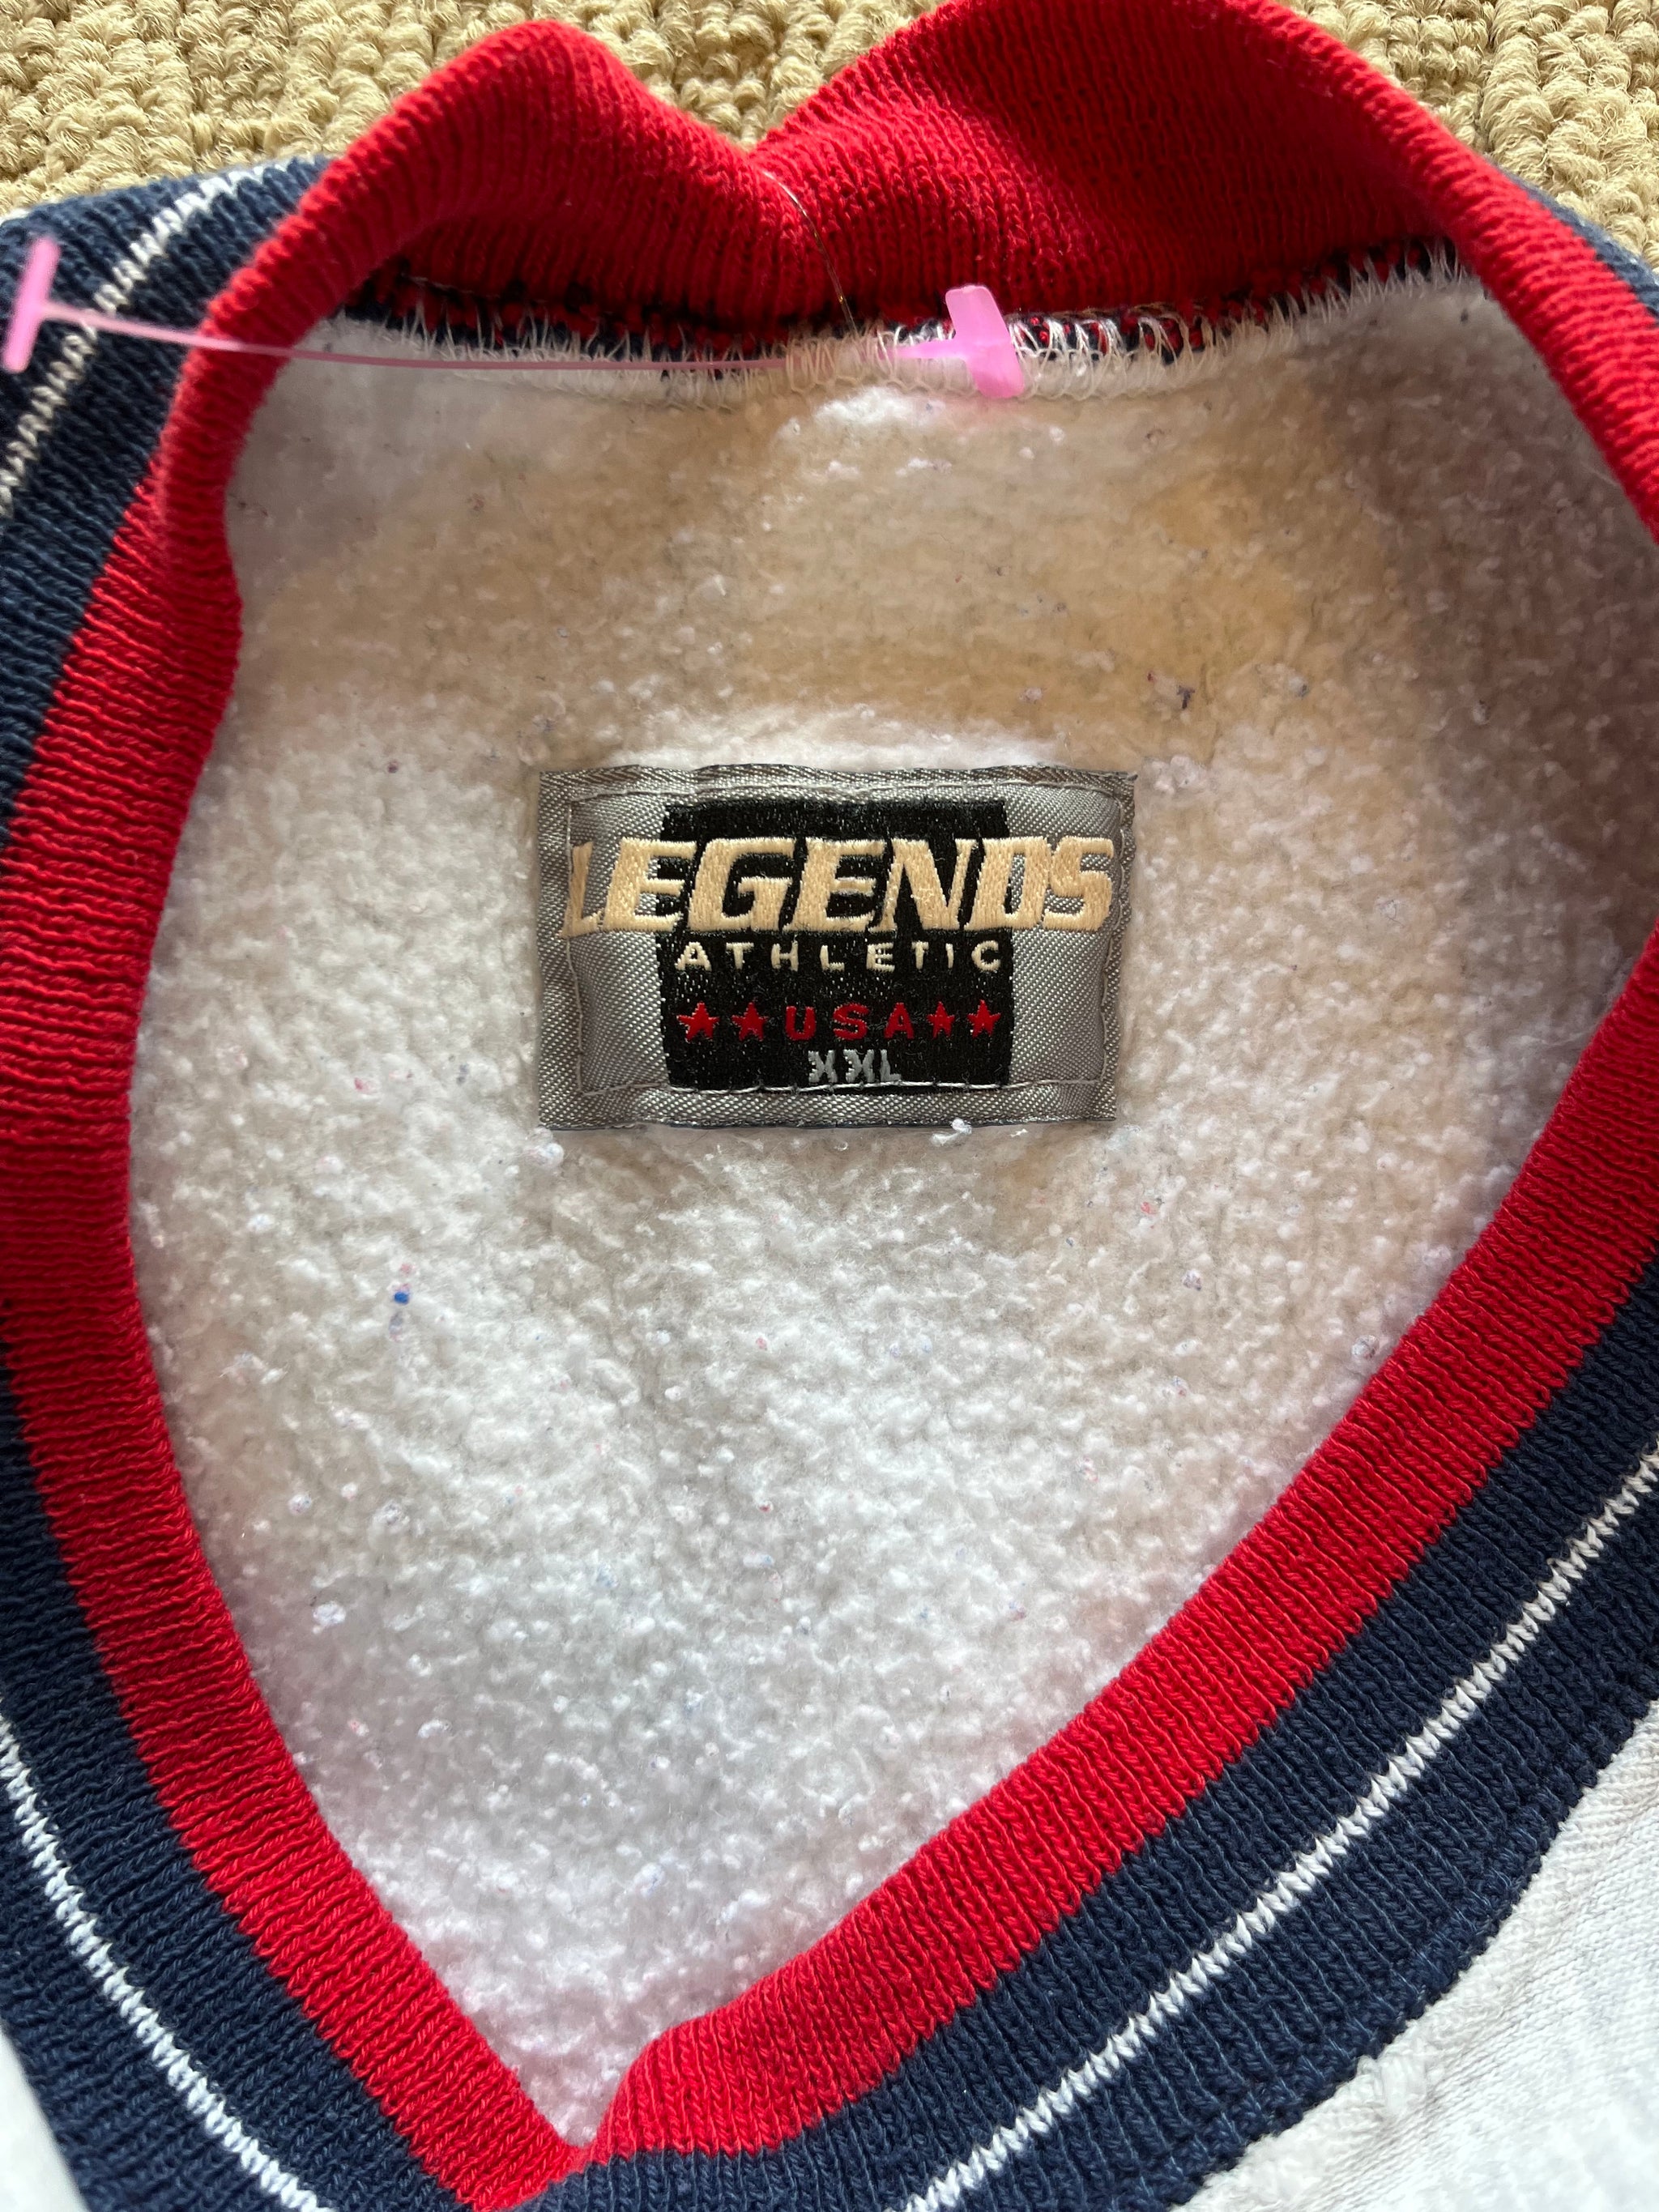 LEGENDS
ATHLETIC
★★USA★★
XXL